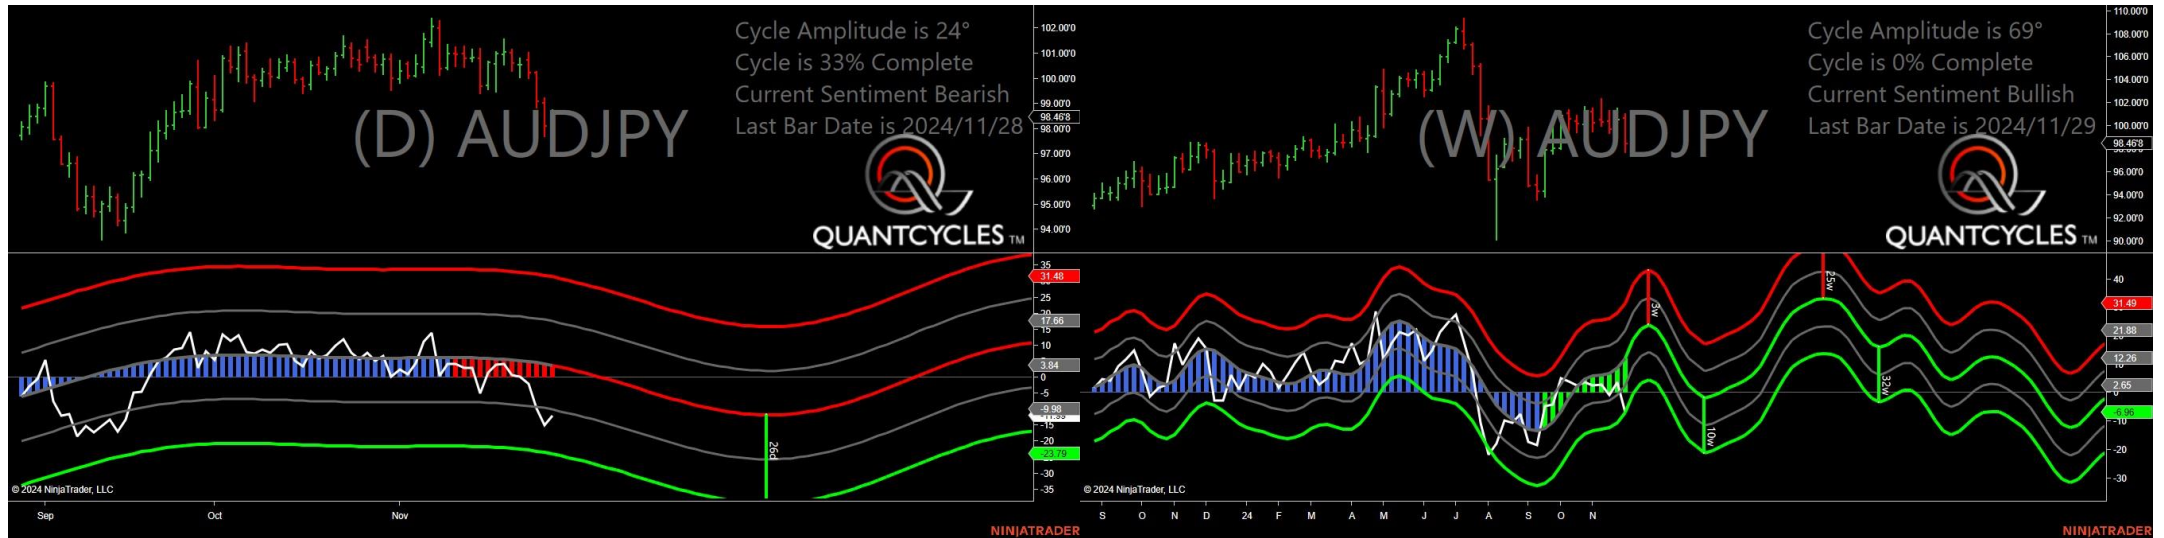 Cycle Amplitude is 24°
Cycle is 33% Complete
Current Sentiment Bearish
Last Bar Date is 2024/11/28
(D) AUDJPY
QUANTCYCLES TM
102.00'0
101.00'0
100.00'0
99.00'0
98.46'8
98.00'0
97.00'0
96.00'0
95.00'0
94.00'0
35
31.48
25
17.66
15
10
5
3.84
0
-5
-9.98
-15
-20
-23.79
-30
-35
26d
© 2024 NinjaTrader, LLC
Sep
Oct
Nov
NINJATRADER
Cycle Amplitude is 69°
Cycle is 0% Complete
Current Sentiment Bullish
Last Bar Date is 2024/11/29
(W) AUDJPY
QUANTCYCLES TM
110.00'0
108.00'0
106.00'0
104.00'0
102.00'0
100.00'0
98.46'8
96.00'0
94.00'0
92.00'0
90.00'0
3w
25w
10w
32w
40
31.49
21.88
12.26
2.65
0
-6.96
-10
-20
-30
© 2024 NinjaTrader, LLC
S
O
N
D
24
F
M
A
M
J
J
A
S
O
N
NINJATRADER